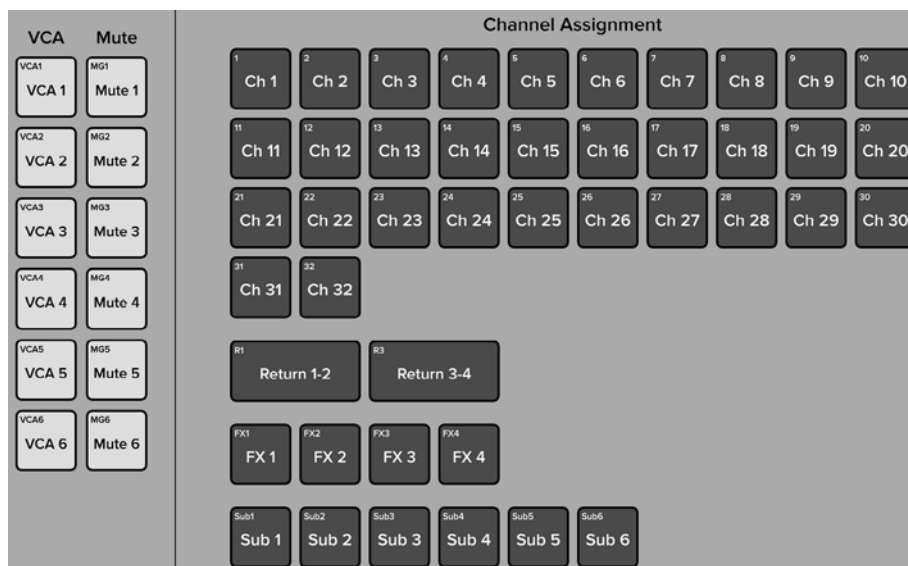 VCA Mute
VCA1 MG1
VCA 1 Mute 1
VCA2 MG2
VCA 2 Mute 2
VCA3 MG3
VCA 3 Mute 3
VCA4 MG4
VCA 4 Mute 4
VCA5 MG5
VCA 5 Mute 5
VCA6 MG6
VCA 6 Mute 6
Channel Assignment
1 2 3 4 5 6 7 8 9 10
Ch 1 Ch 2 Ch 3 Ch 4 Ch 5 Ch 6 Ch 7 Ch 8 Ch 9 Ch 10
11 12 13 14 15 16 17 18 19 20
Ch 11 Ch 12 Ch 13 Ch 14 Ch 15 Ch 16 Ch 17 Ch 18 Ch 19 Ch 20
21 22 23 24 25 26 27 28 29 30
Ch 21 Ch 22 Ch 23 Ch 24 Ch 25 Ch 26 Ch 27 Ch 28 Ch 29 Ch 30
31 32
Ch 31 Ch 32
R1 R3
Return 1-2 Return 3-4
FX1 FX2 FX3 FX4
FX 1 FX 2 FX 3 FX 4
Sub1 Sub2 Sub3 Sub4 Sub5 Sub6
Sub 1 Sub 2 Sub 3 Sub 4 Sub 5 Sub 6